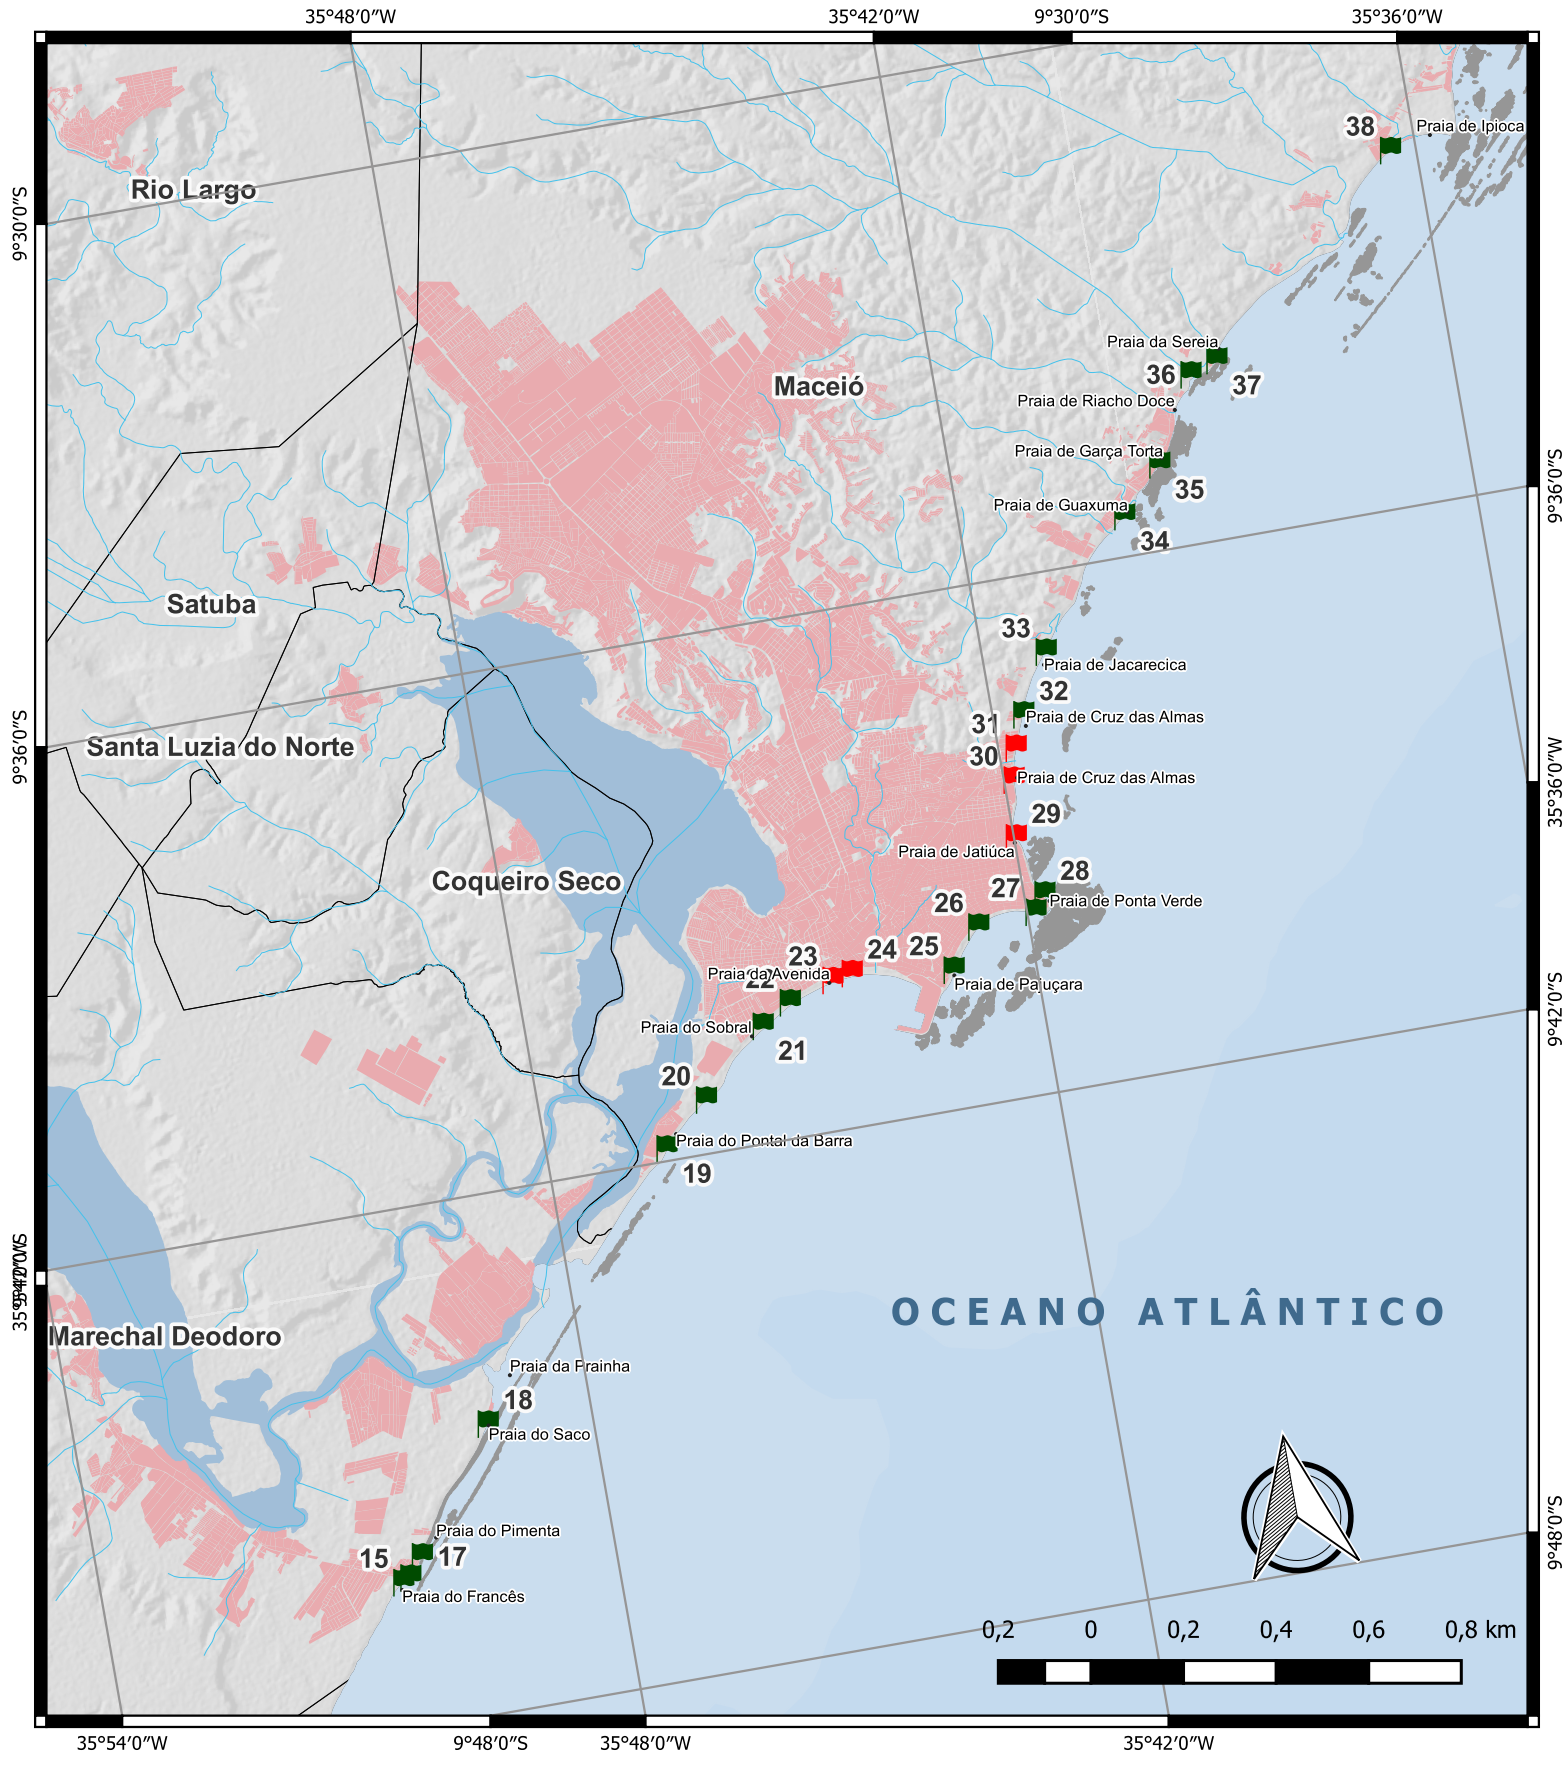 35°48′0″W
35°42′0″W
9°30′0″S
35°36′0″W
38
Praia de Ipioca
Rio Largo
9°30′0″S
Praia da Sereia
36
37
Maceió
Praia de Riacho Doce
Praia de Garça Torta
35
9°36′0″S
Praia de Guaxuma
34
Satuba
33
Praia de Jacarecica
32
31
Praia de Cruz das Almas
9°36′0″S
Santa Luzia do Norte
30
Praia de Cruz das Almas
35°36′0″W
29
Praia de Jatiúca
28
Coqueiro Seco
27
26
Praia de Ponta Verde
23
24
25
Praia da Avenida
22
Praia de Pajuçara
9°42′0″S
Praia do Sobral
21
20
Praia do Pontal da Barra
19
OCEANO ATLÂNTICO
Marechal Deodoro
Praia da Prainha
18
Praia do Saco
Praia do Pimenta
15
17
Praia do Francês
9°48′0″S
0,2 0 0,2 0,4 0,6 0,8 km
35°54′0″W
9°48′0″S
35°48′0″W
35°42′0″W